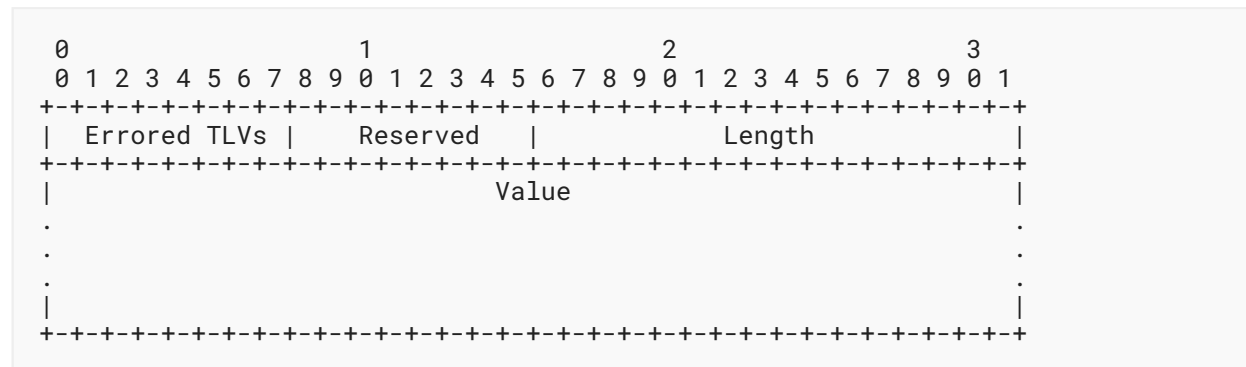 0                   1                   2                   3
 0 1 2 3 4 5 6 7 8 9 0 1 2 3 4 5 6 7 8 9 0 1 2 3 4 5 6 7 8 9 0 1
+-+-+-+-+-+-+-+-+-+-+-+-+-+-+-+-+-+-+-+-+-+-+-+-+-+-+-+-+-+-+-+-+
|  Errored TLVs |    Reserved   |            Length             |
+-+-+-+-+-+-+-+-+-+-+-+-+-+-+-+-+-+-+-+-+-+-+-+-+-+-+-+-+-+-+-+-+
|                             Value                             |
.                                                               .
.                                                               .
.                                                               .
|                                                               |
+-+-+-+-+-+-+-+-+-+-+-+-+-+-+-+-+-+-+-+-+-+-+-+-+-+-+-+-+-+-+-+-+